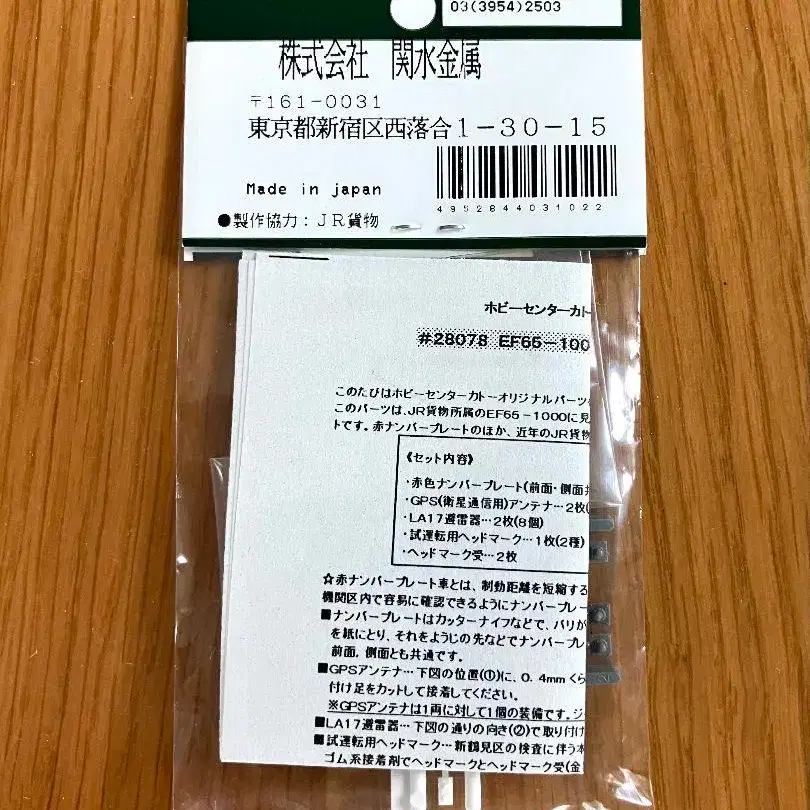 03(3954)2503
株式会社 関水金属
〒161-0031
東京都新宿区西落合1-30-15
Made in japan
4952844031022
●製作協力:JR貨物
ホビーセンターカト
#28078 EF65-100
このたびはホビーセンターカトーオリジナルパーツ
このパーツは、JR貨物所属のEF65-1000に見
トです。赤ナンバープレートのほか、近年のJR貨物
《セット内容》
・赤色ナンバープレート(前面・側面共
・GPS(衛星通信用)アンテナ…2枚(
・LA17避雷器…2枚(8個)
・試運転用ヘッドマーク…1枚(2種)
・ヘッドマーク受…2枚
☆赤ナンバープレート車とは、制動距離を短縮する
機関区内で容易に確認できるようにナンバープレー
■ナンバープレートはカッターナイフなどで、バリが
を紙にとり、それをようじの先などでナンバープレ
前面、側面とも共通です。
■GPSアンテナ…下図の位置(①)に、0.4mmくら
付け足をカットして接着してください。
※GPSアンテナは1両に対して1個の装備です。ジ
■LA17避雷器…下図の通りの向き(②)で取り付け
■試運転用ヘッドマーク…新鶴見区の検査に伴う本
ゴム系接着剤でヘッドマークとヘッドマーク受(金